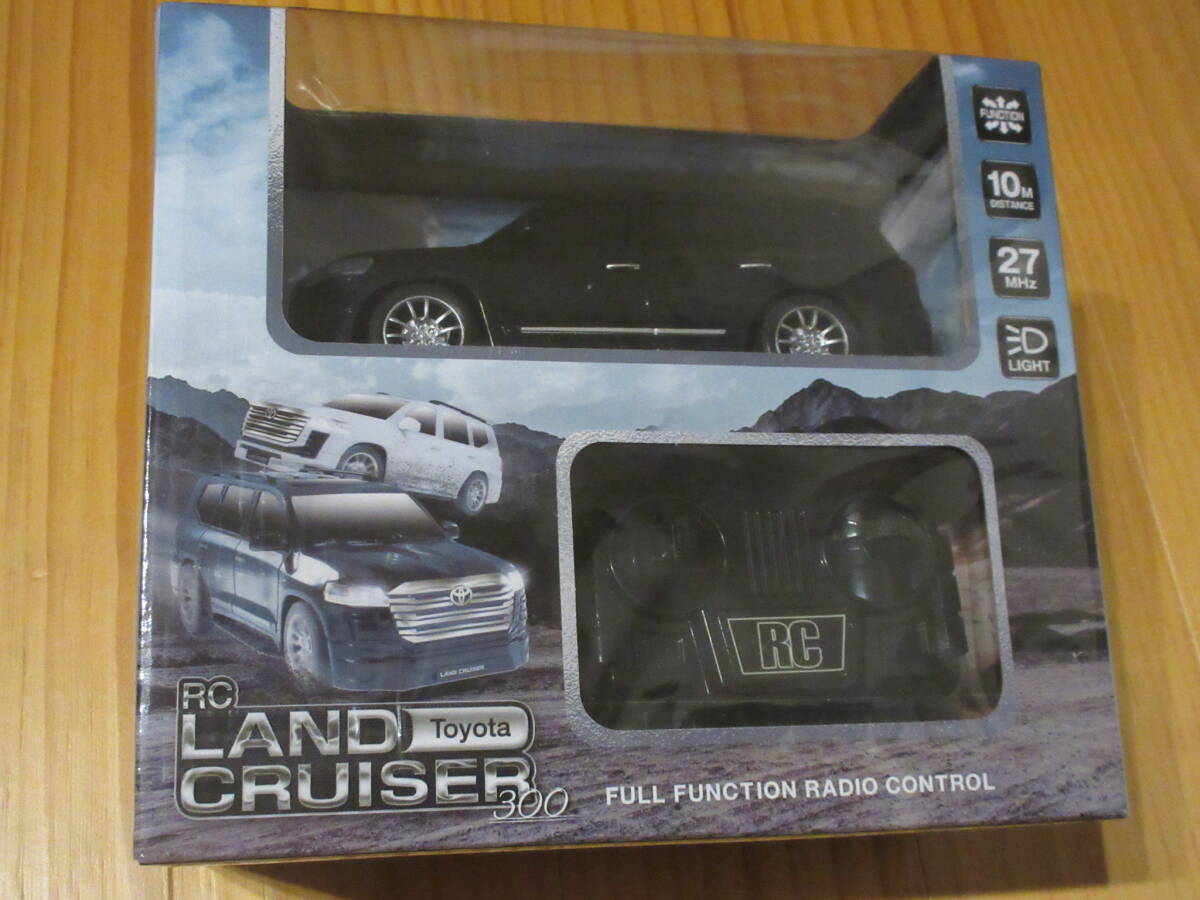 FUNCTION
10M
DISTANCE
27
MHz
LIGHT
LAND CRUISER
RC
RC
LAND Toyota
CRUISER
300
FULL FUNCTION RADIO CONTROL